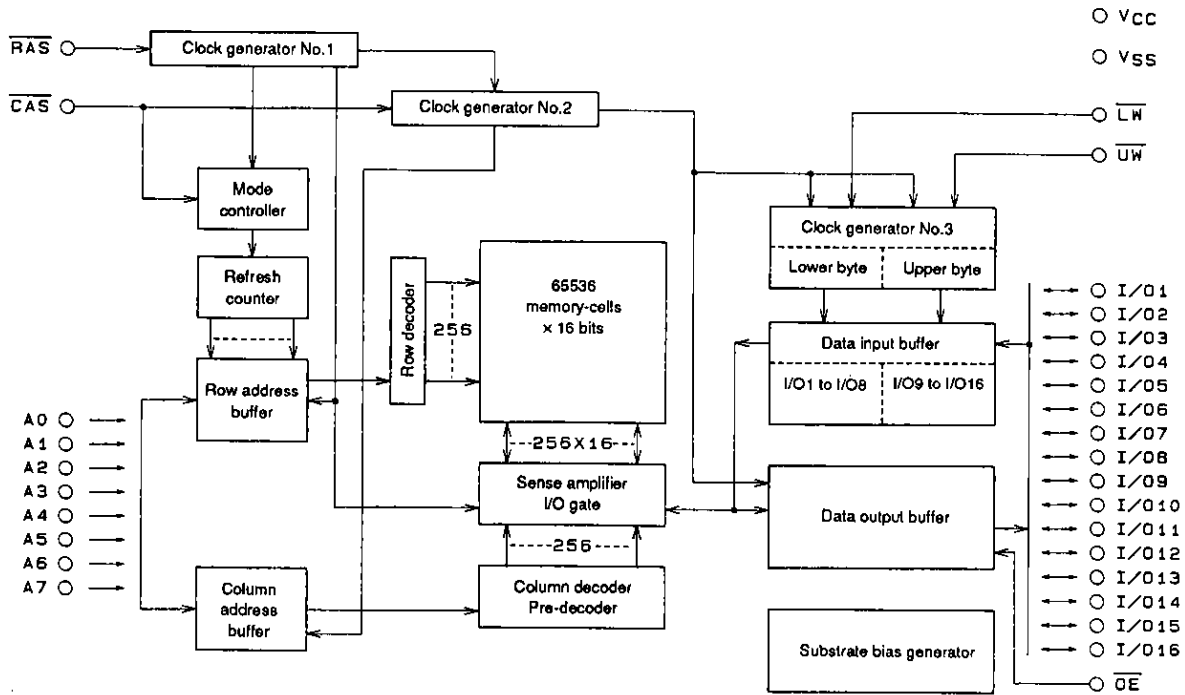 VCC
RAS
Clock generator No.1
VSS
CAS
Clock generator No.2
LW
UW
Mode
controller
Clock generator No.3
Lower byte
Upper byte
Refresh
counter
Row decoder
256
65536
memory-cells
× 16 bits
Data input buffer
I/O1 to I/O8
I/O9 to I/O16
Row address
buffer
A0
A1
A2
A3
A4
A5
A6
A7
256X16
Sense amplifier
I/O gate
256
Column decoder
Pre-decoder
Column
address
buffer
Data output buffer
Substrate bias generator
I/O1
I/O2
I/O3
I/O4
I/O5
I/O6
I/O7
I/O8
I/O9
I/O10
I/O11
I/O12
I/O13
I/O14
I/O15
I/O16
OE